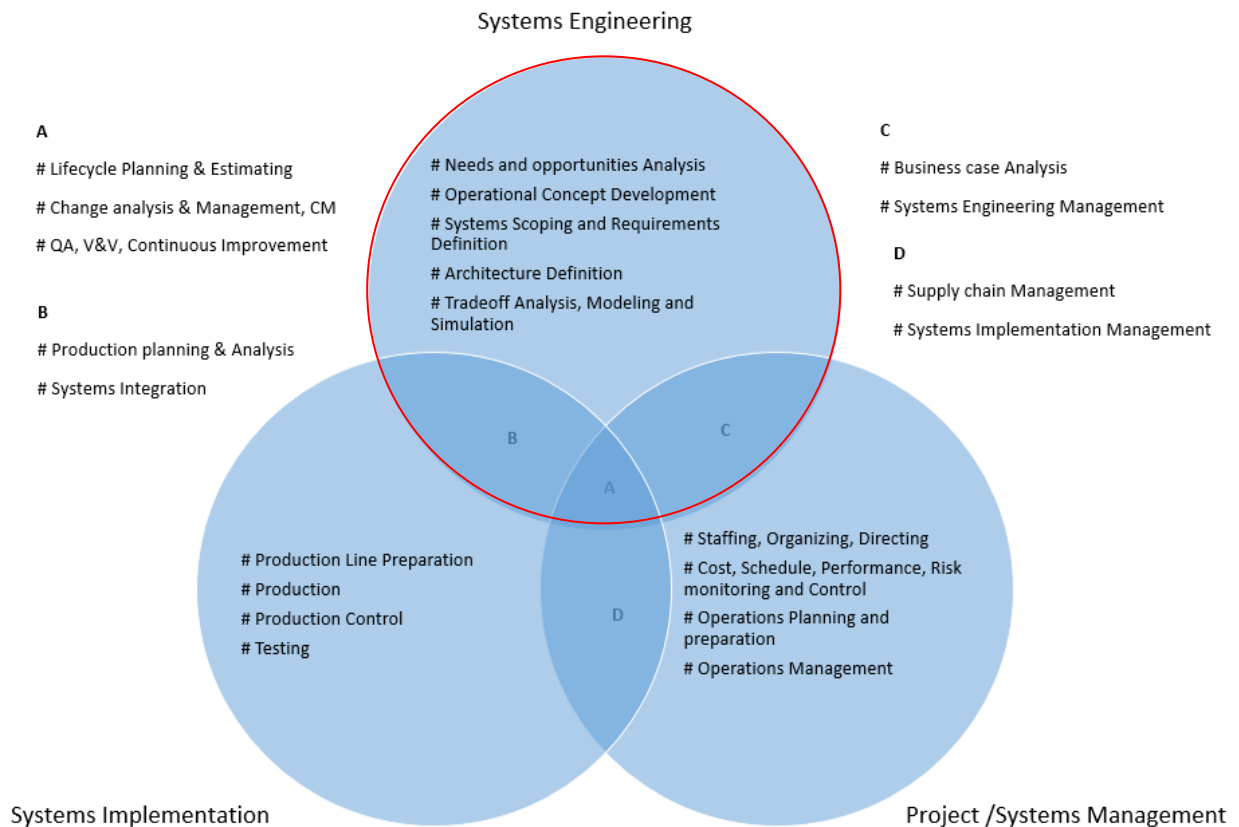 Systems Engineering
A
# Lifecycle Planning & Estimating
# Change analysis & Management, CM
# QA, V&V, Continuous Improvement
B
# Production planning & Analysis
# Systems Integration
# Needs and opportunities Analysis
# Operational Concept Development
# Systems Scoping and Requirements
Definition
# Architecture Definition
# Tradeoff Analysis, Modeling and
Simulation
C
# Business case Analysis
# Systems Engineering Management
D
# Supply chain Management
# Systems Implementation Management
B
C
A
D
# Production Line Preparation
# Production
# Production Control
# Testing
# Staffing, Organizing, Directing
# Cost, Schedule, Performance, Risk
monitoring and Control
# Operations Planning and
preparation
# Operations Management
Systems Implementation
Project /Systems Management